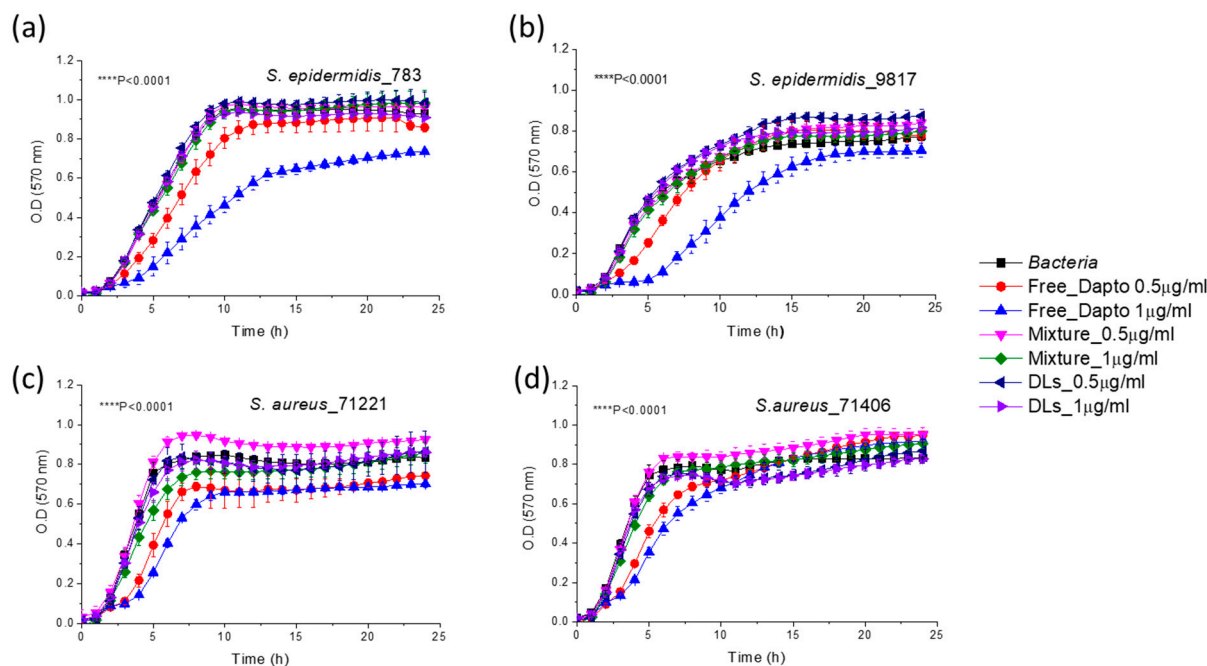 (a)
1.2
1.0
0.8
0.6
0.4
0.2
0.0
O.D (570 nm)
****P<0.0001
S. epidermidis_783
0 5 10 15 20 25
Time (h)
(b)
1.2
1.0
0.8
0.6
0.4
0.2
0.0
O.D (570 nm)
****P<0.0001
S. epidermidis_9817
0 5 10 15 20 25
Time (h)
(c)
1.2
1.0
0.8
0.6
0.4
0.2
0.0
O.D (570 nm)
****P<0.0001
S. aureus_71221
0 5 10 15 20 25
Time (h)
(d)
1.2
1.0
0.8
0.6
0.4
0.2
0.0
O.D (570 nm)
****P<0.0001
S.aureus_71406
0 5 10 15 20 25
Time (h)
Bacteria
Free_Dapto 0.5μg/ml
Free_Dapto 1μg/ml
Mixture_0.5μg/ml
Mixture_1μg/ml
DLs_0.5μg/ml
DLs_1μg/ml